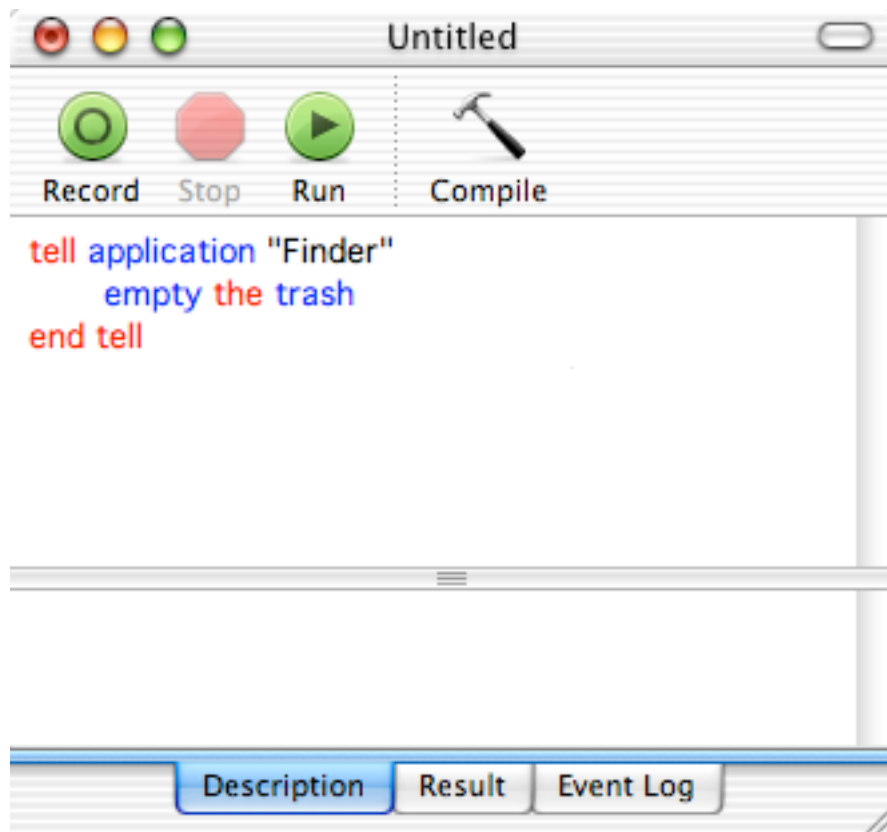 Untitled
Record Stop Run Compile
tell application "Finder"
empty the trash
end tell
Description Result Event Log